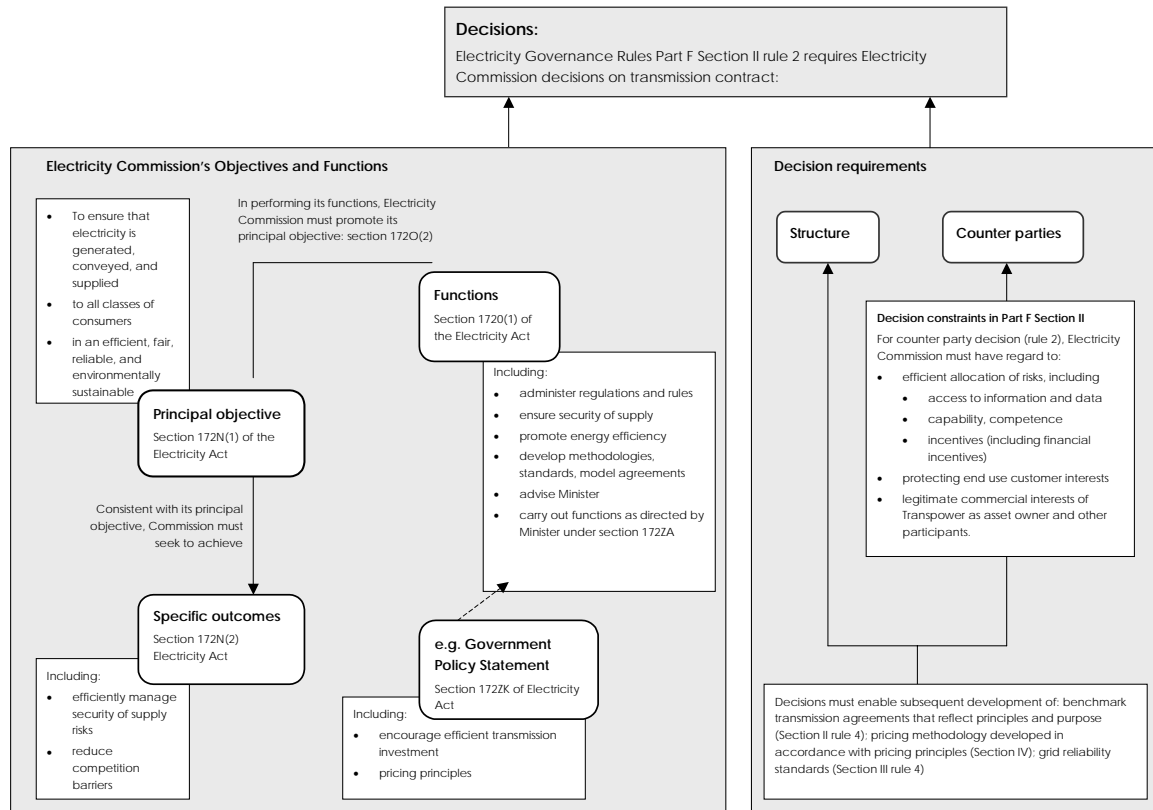 Decisions:
Electricity Governance Rules Part F Section II rule 2 requires Electricity
Commission decisions on transmission contract:
Electricity Commission's Objectives and Functions
• To ensure that
electricity is
generated,
conveyed, and
supplied
• to all classes of
consumers
• in an efficient, fair,
reliable, and
environmentally
sustainable
In performing its functions, Electricity
Commission must promote its
principal objective: section 172O(2)
Functions
Section 1720(1) of
the Electricity Act
Including:
• administer regulations and rules
• ensure security of supply
• promote energy efficiency
• develop methodologies,
standards, model agreements
• advise Minister
• carry out functions as directed by
Minister under section 172ZA
Principal objective
Section 172N(1) of the
Electricity Act
Consistent with its principal
objective, Commission must
seek to achieve
Specific outcomes
Section 172N(2)
Electricity Act
Including:
• efficiently manage
security of supply
risks
• reduce
competition
barriers
e.g. Government
Policy Statement
Section 172ZK of Electricity
Act
Including:
• encourage efficient transmission
investment
• pricing principles
Decision requirements
Structure
Counter parties
Decision constraints in Part F Section II
For counter party decision (rule 2), Electricity
Commission must have regard to:
• efficient allocation of risks, including
• access to information and data
• capability, competence
• incentives (including financial
incentives)
• protecting end use customer interests
• legitimate commercial interests of
Transpower as asset owner and other
participants.
Decisions must enable subsequent development of: benchmark
transmission agreements that reflect principles and purpose
(Section II rule 4); pricing methodology developed in
accordance with pricing principles (Section IV); grid reliability
standards (Section III rule 4)